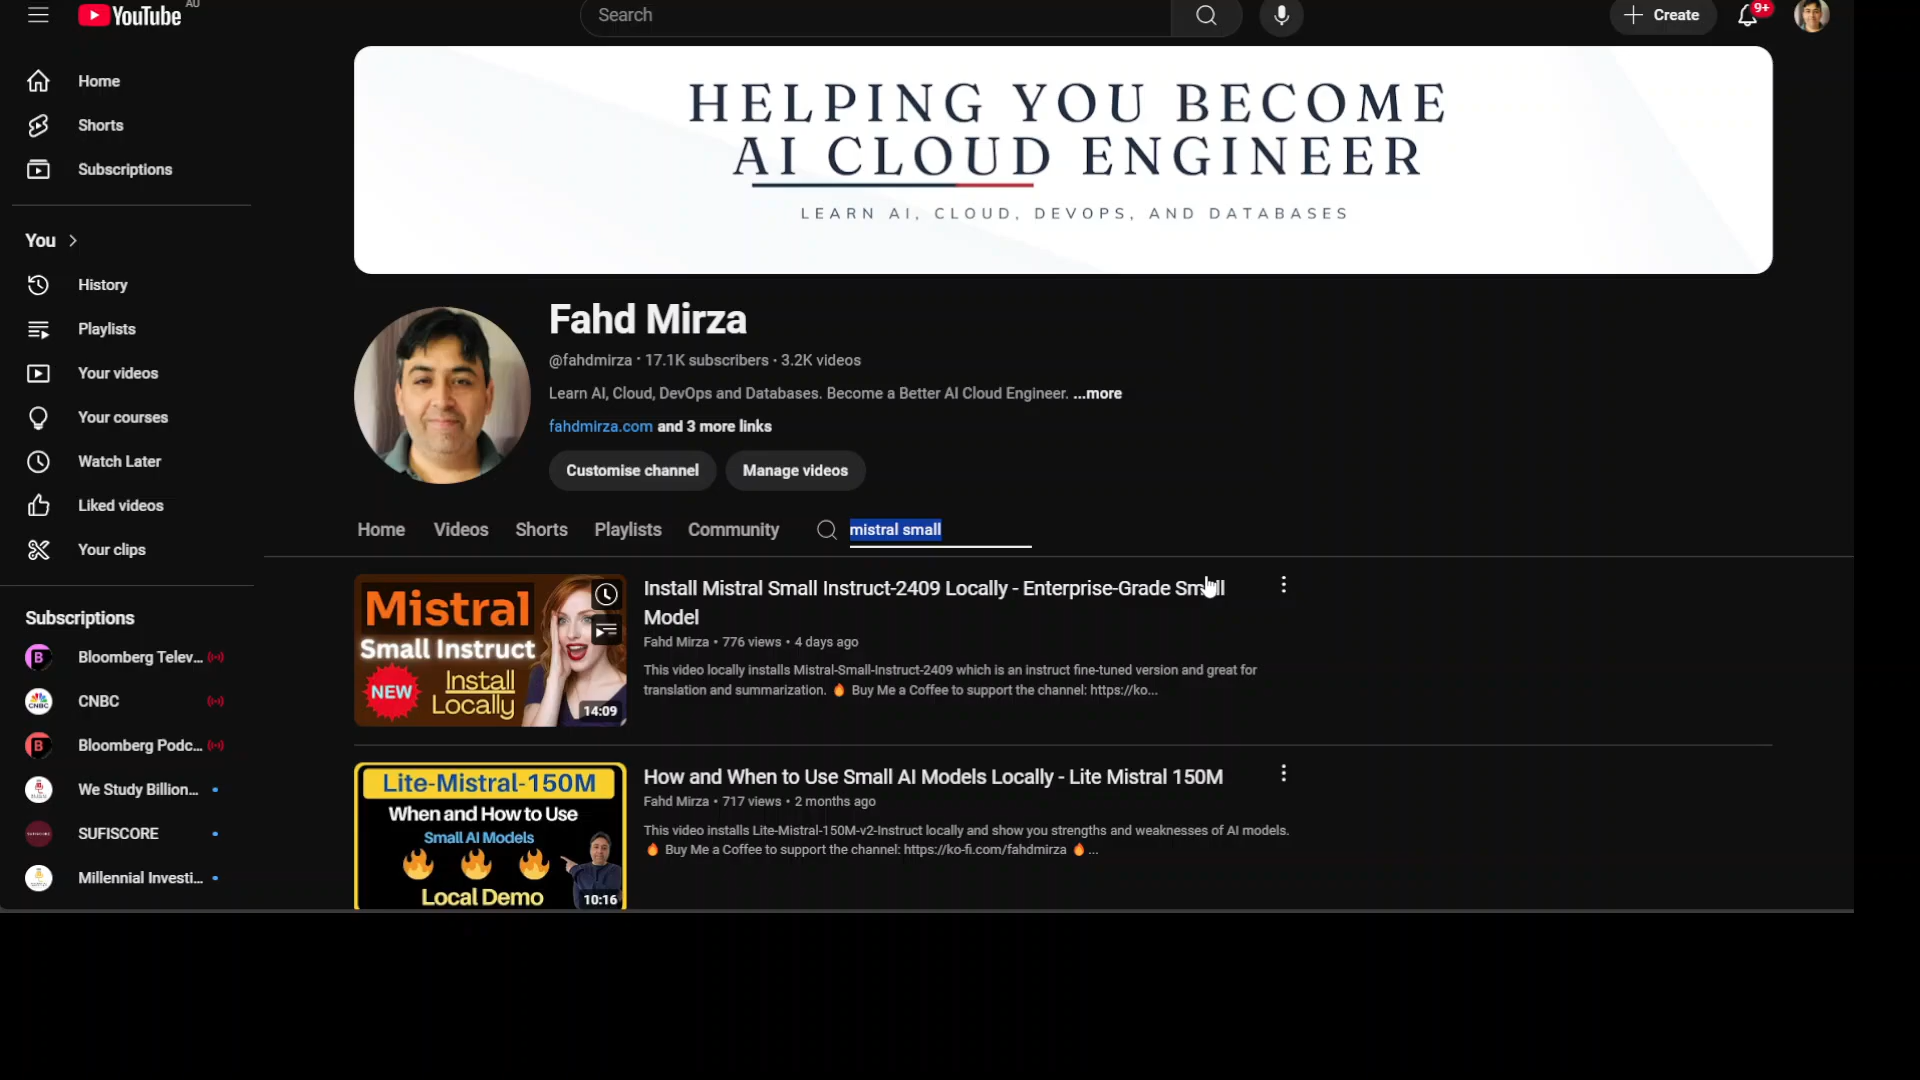 YouTube AU
Search
Create
9+
Home
Shorts
Subscriptions
You
History
Playlists
Your videos
Your courses
Watch Later
Liked videos
Your clips
Subscriptions
B Bloomberg Telev...
CNBC CNBC
B Bloomberg Podc...
We Study Billion...
SUFISCORE
Millennial Investi...
HELPING YOU BECOME
AI CLOUD ENGINEER
LEARN AI, CLOUD, DEVOPS, AND DATABASES
Fahd Mirza
@fahdmirza • 17.1K subscribers • 3.2K videos
Learn AI, Cloud, DevOps and Databases. Become a Better AI Cloud Engineer. ...more
fahdmirza.com and 3 more links
Customise channel Manage videos
Home Videos Shorts Playlists Community mistral small
Mistral
Small Instruct
NEW
Install
Locally
14:09
Install Mistral Small Instruct-2409 Locally - Enterprise-Grade Small
Model
Fahd Mirza • 776 views • 4 days ago
This video locally installs Mistral-Small-Instruct-2409 which is an instruct fine-tuned version and great for
translation and summarization. 🔥 Buy Me a Coffee to support the channel: https://ko...
Lite-Mistral-150M
When and How to Use
Small AI Models
Local Demo
10:16
How and When to Use Small AI Models Locally - Lite Mistral 150M
Fahd Mirza • 717 views • 2 months ago
This video installs Lite-Mistral-150M-v2-Instruct locally and show you strengths and weaknesses of AI models.
🔥 Buy Me a Coffee to support the channel: https://ko-fi.com/fahdmirza 🔥 ...